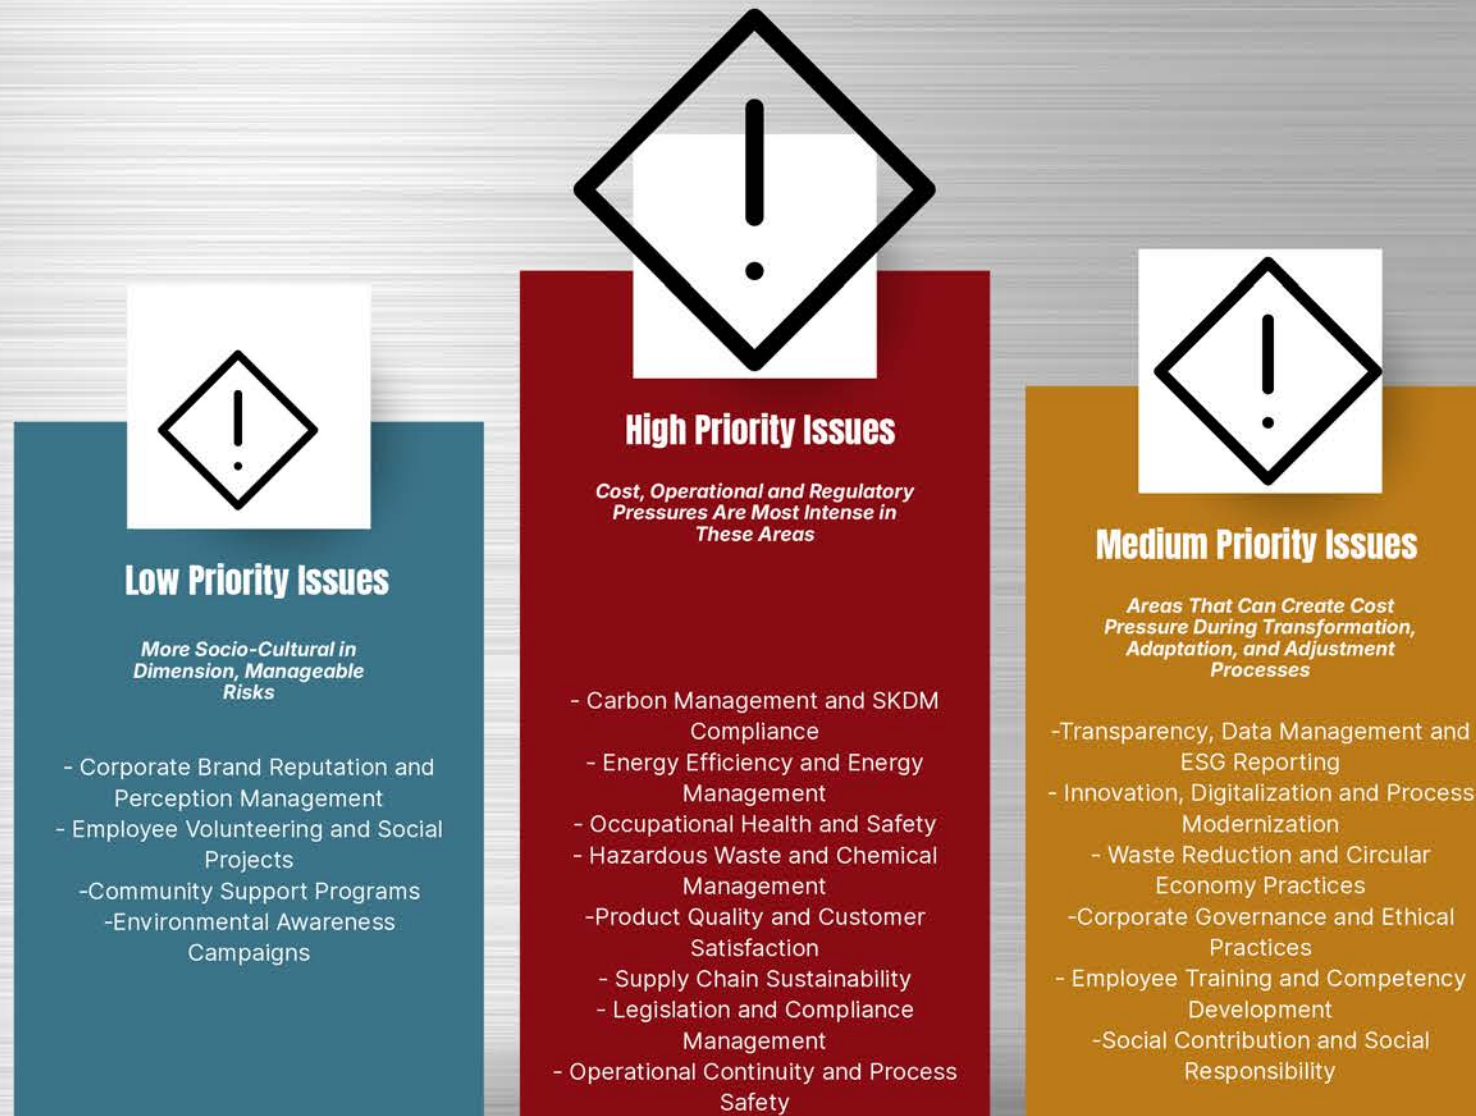 Low Priority Issues
More Socio-Cultural in
Dimension, Manageable
Risks
- Corporate Brand Reputation and
Perception Management
- Employee Volunteering and Social
Projects
-Community Support Programs
-Environmental Awareness
Campaigns
High Priority Issues
Cost, Operational and Regulatory
Pressures Are Most Intense in
These Areas
- Carbon Management and SKDM
Compliance
- Energy Efficiency and Energy
Management
- Occupational Health and Safety
- Hazardous Waste and Chemical
Management
-Product Quality and Customer
Satisfaction
- Supply Chain Sustainability
- Legislation and Compliance
Management
- Operational Continuity and Process
Safety
Medium Priority Issues
Areas That Can Create Cost
Pressure During Transformation,
Adaptation, and Adjustment
Processes
-Transparency, Data Management and
ESG Reporting
- Innovation, Digitalization and Process
Modernization
- Waste Reduction and Circular
Economy Practices
-Corporate Governance and Ethical
Practices
- Employee Training and Competency
Development
-Social Contribution and Social
Responsibility